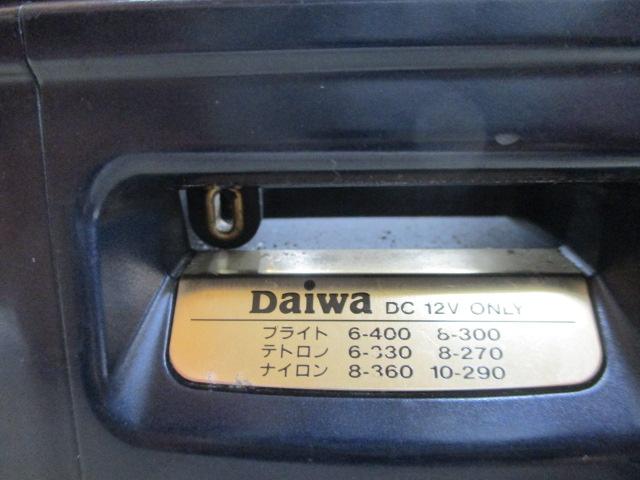 Daiwa DC 12V ONLY
ブライト 6-400 8-300
テトロン 6-330 8-270
ナイロン 8-360 10-290